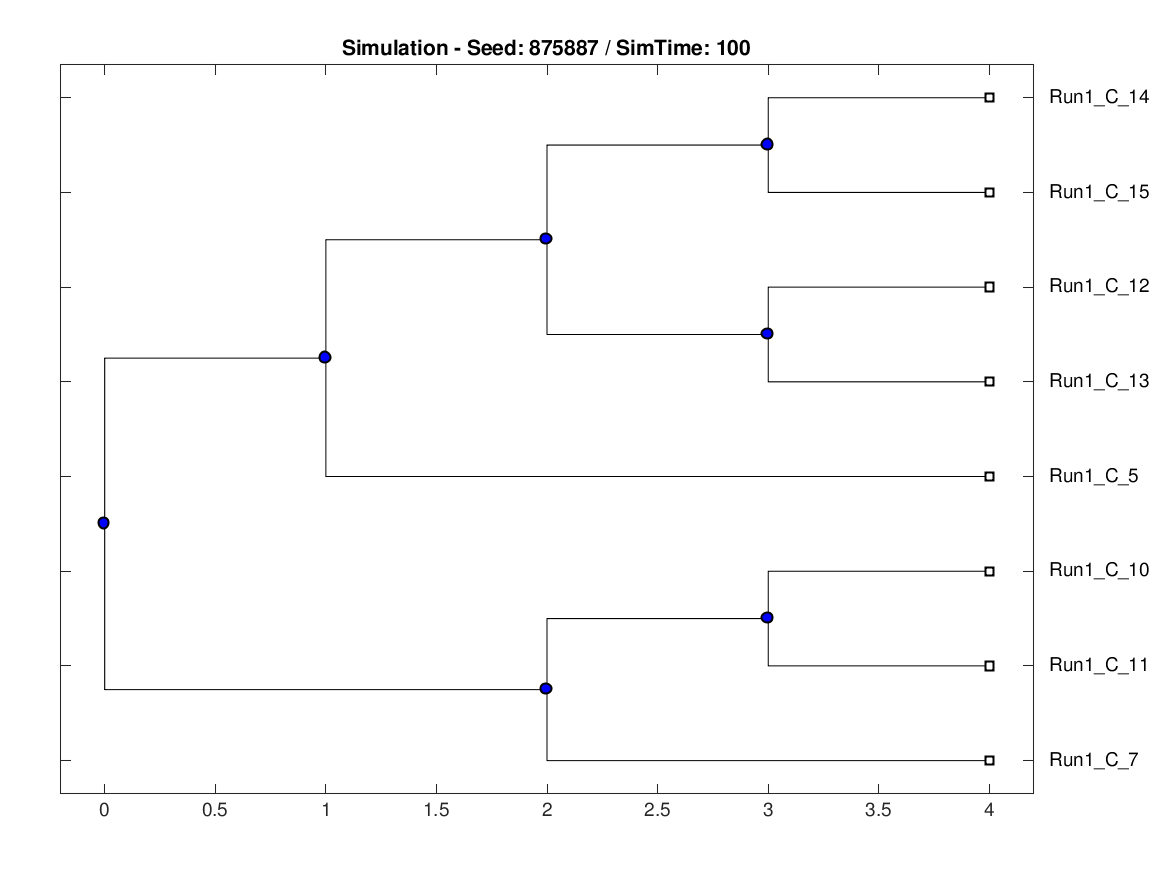 Simulation - Seed: 875887 / SimTime: 100
Run1_C_14
Run1_C_15
Run1_C_12
Run1_C_13
Run1_C_5
Run1_C_10
Run1_C_11
Run1_C_7
0 0.5 1 1.5 2 2.5 3 3.5 4